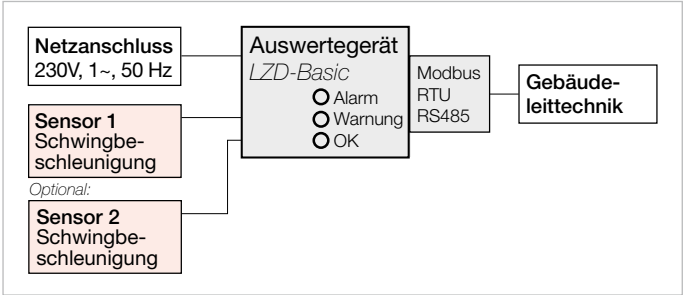 Netzanschluss
230V, 1~, 50 Hz
Sensor 1
Schwingbe-
schleunigung
Optional:
Sensor 2
Schwingbe-
schleunigung
Auswertegerät
LZD-Basic
Alarm
Warnung
OK
Modbus
RTU
RS485
Gebäude-
leittechnik